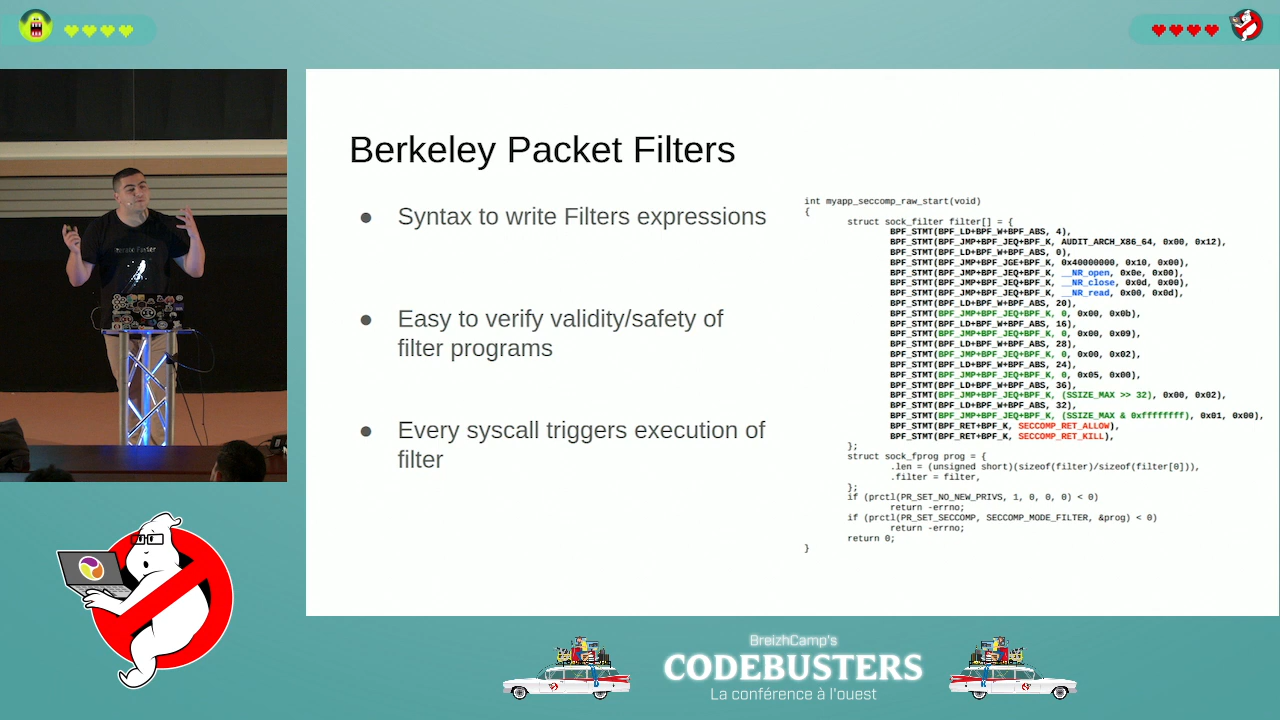 Iterate Faster
Berkeley Packet Filters
● Syntax to write Filters expressions
● Easy to verify validity/safety of
filter programs
● Every syscall triggers execution of
filter
int myapp_seccomp_raw_start(void)
{
struct sock_filter filter[] = {
BPF_STMT(BPF_LD+BPF_W+BPF_ABS, 4),
BPF_STMT(BPF_JMP+BPF_JEQ+BPF_K, AUDIT_ARCH_X86_64, 0x00, 0x12),
BPF_STMT(BPF_LD+BPF_W+BPF_ABS, 0),
BPF_STMT(BPF_JMP+BPF_JGE+BPF_K, 0x40000000, 0x10, 0x00),
BPF_STMT(BPF_JMP+BPF_JEQ+BPF_K, __NR_open, 0x0e, 0x00),
BPF_STMT(BPF_JMP+BPF_JEQ+BPF_K, __NR_close, 0x0d, 0x00),
BPF_STMT(BPF_JMP+BPF_JEQ+BPF_K, __NR_read, 0x00, 0x0d),
BPF_STMT(BPF_LD+BPF_W+BPF_ABS, 20),
BPF_STMT(BPF_JMP+BPF_JEQ+BPF_K, 0, 0x00, 0x0b),
BPF_STMT(BPF_LD+BPF_W+BPF_ABS, 16),
BPF_STMT(BPF_JMP+BPF_JEQ+BPF_K, 0, 0x00, 0x09),
BPF_STMT(BPF_LD+BPF_W+BPF_ABS, 28),
BPF_STMT(BPF_JMP+BPF_JEQ+BPF_K, 0, 0x00, 0x02),
BPF_STMT(BPF_LD+BPF_W+BPF_ABS, 24),
BPF_STMT(BPF_JMP+BPF_JEQ+BPF_K, 0, 0x05, 0x00),
BPF_STMT(BPF_LD+BPF_W+BPF_ABS, 36),
BPF_STMT(BPF_JMP+BPF_JEQ+BPF_K, (SSIZE_MAX >> 32), 0x00, 0x02),
BPF_STMT(BPF_LD+BPF_W+BPF_ABS, 32),
BPF_STMT(BPF_JMP+BPF_JEQ+BPF_K, (SSIZE_MAX & 0xffffffff), 0x01, 0x00),
BPF_STMT(BPF_RET+BPF_K, SECCOMP_RET_ALLOW),
BPF_STMT(BPF_RET+BPF_K, SECCOMP_RET_KILL),
};
struct sock_fprog prog = {
.len = (unsigned short)(sizeof(filter)/sizeof(filter[0])),
.filter = filter,
};
if (prctl(PR_SET_NO_NEW_PRIVS, 1, 0, 0, 0) < 0)
return -errno;
if (prctl(PR_SET_SECCOMP, SECCOMP_MODE_FILTER, &prog) < 0)
return -errno;
return 0;
}
BreizhCamp's
CODEBUSTERS
La conférence à l'ouest